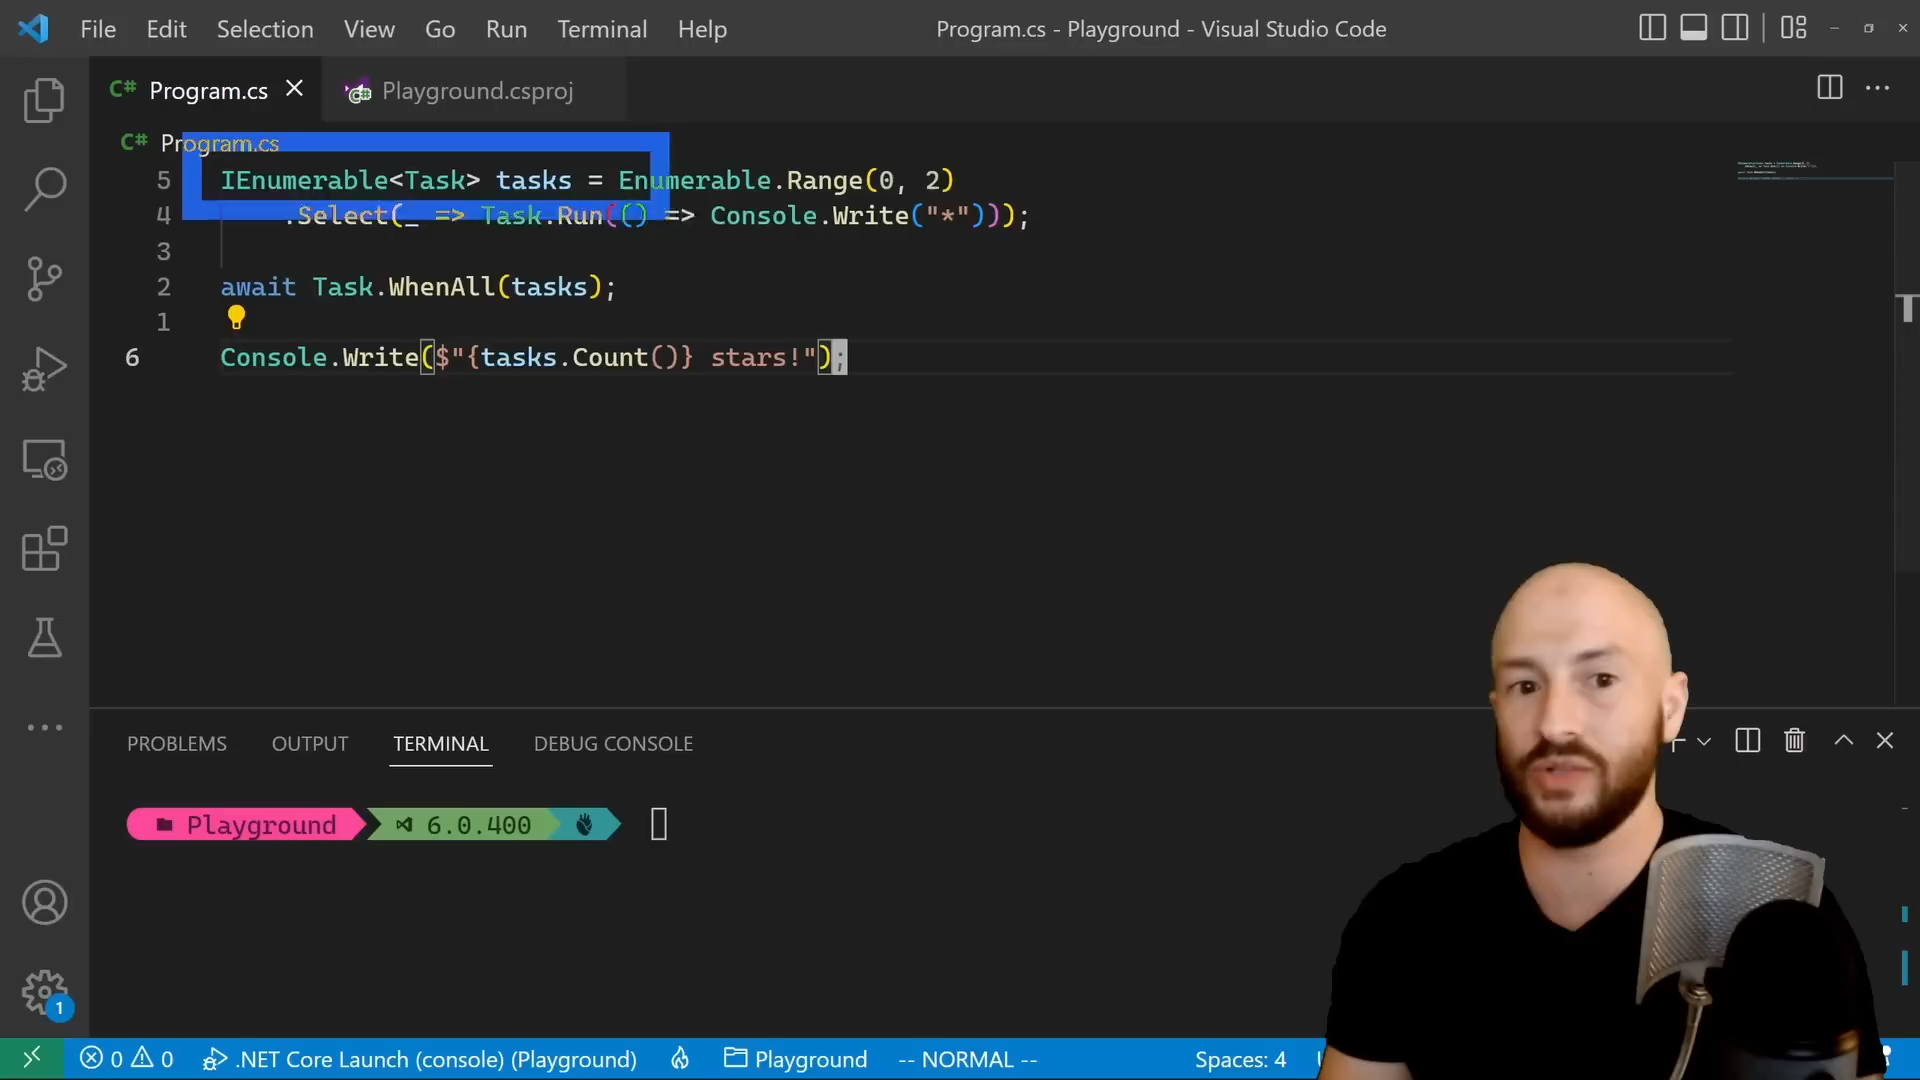 File Edit Selection View Go Run Terminal Help Program.cs - Playground - Visual Studio Code
C# Program.cs Playground.csproj
C# Program.cs
5 IEnumerable<Task> tasks = Enumerable.Range(0, 2)
4 .Select(_ => Task.Run(() => Console.Write("*")));
3
2 await Task.WhenAll(tasks);
1
6 Console.Write($"{tasks.Count()} stars!");
PROBLEMS OUTPUT TERMINAL DEBUG CONSOLE
Playground 6.0.400
1
0 0 .NET Core Launch (console) (Playground) Playground -- NORMAL -- Spaces: 4